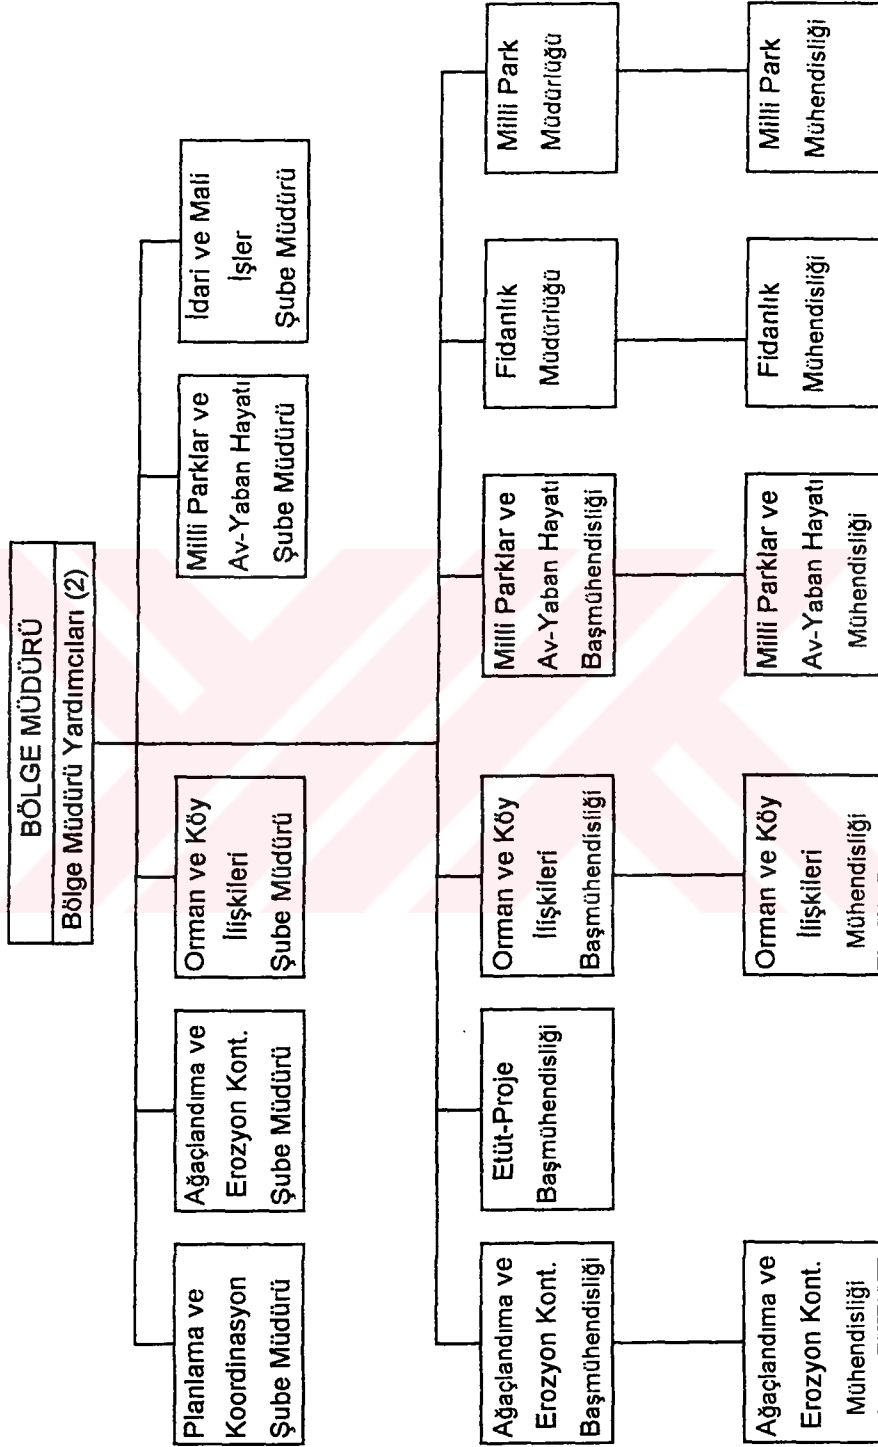 BÖLGE MÜDÜRÜ
Bölge Müdürü Yardımcıları (2)
Planlama ve
Koordinasyon
Şube Müdürü
Ağaçlandıma ve
Erozyon Kont.
Şube Müdürü
Orman ve Köy
İlişkileri
Şube Müdürü
Milli Parklar ve
Av-Yaban Hayatı
Şube Müdürü
İdari ve Mali
İşler
Şube Müdürü
Ağaçlandıma ve
Erozyon Kont.
Başmühendisliği
Etüt-Proje
Başmühendisliği
Orman ve Köy
İlişkileri
Başmühendisliği
Milli Parklar ve
Av-Yaban Hayatı
Başmühendisliği
Fidanlık
Müdürlüğü
Milli Park
Müdürlüğü
Ağaçlandıma ve
Erozyon Kont.
Mühendisliği
Orman ve Köy
İlişkileri
Mühendisliği
Milli Parklar ve
Av-Yaban Hayatı
Mühendisliği
Fidanlık
Mühendisliği
Milli Park
Mühendisliği